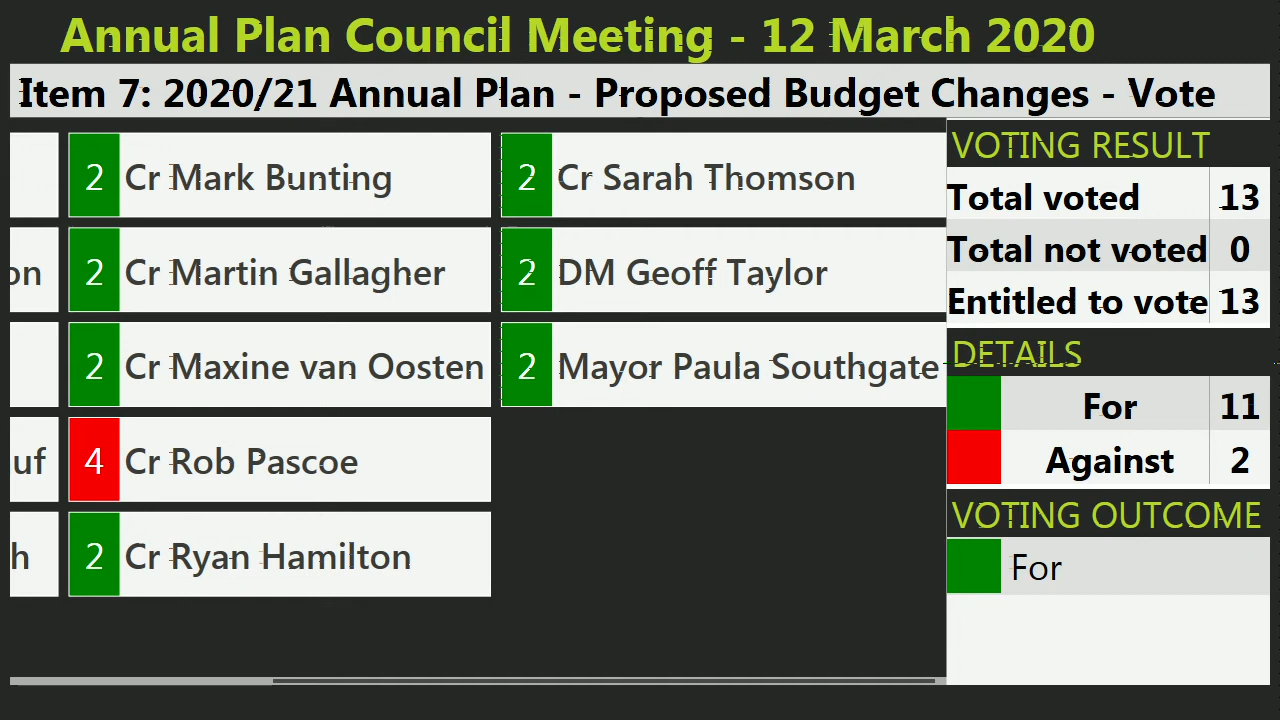 Annual Plan Council Meeting - 12 March 2020
Item 7: 2020/21 Annual Plan - Proposed Budget Changes - Vote
2 Cr Mark Bunting
on 2 Cr Martin Gallagher
2 Cr Maxine van Oosten
uf 4 Cr Rob Pascoe
h 2 Cr Ryan Hamilton
2 Cr Sarah Thomson
2 DM Geoff Taylor
2 Mayor Paula Southgate
VOTING RESULT
Total voted 13
Total not voted 0
Entitled to vote 13
DETAILS
For 11
Against 2
VOTING OUTCOME
For